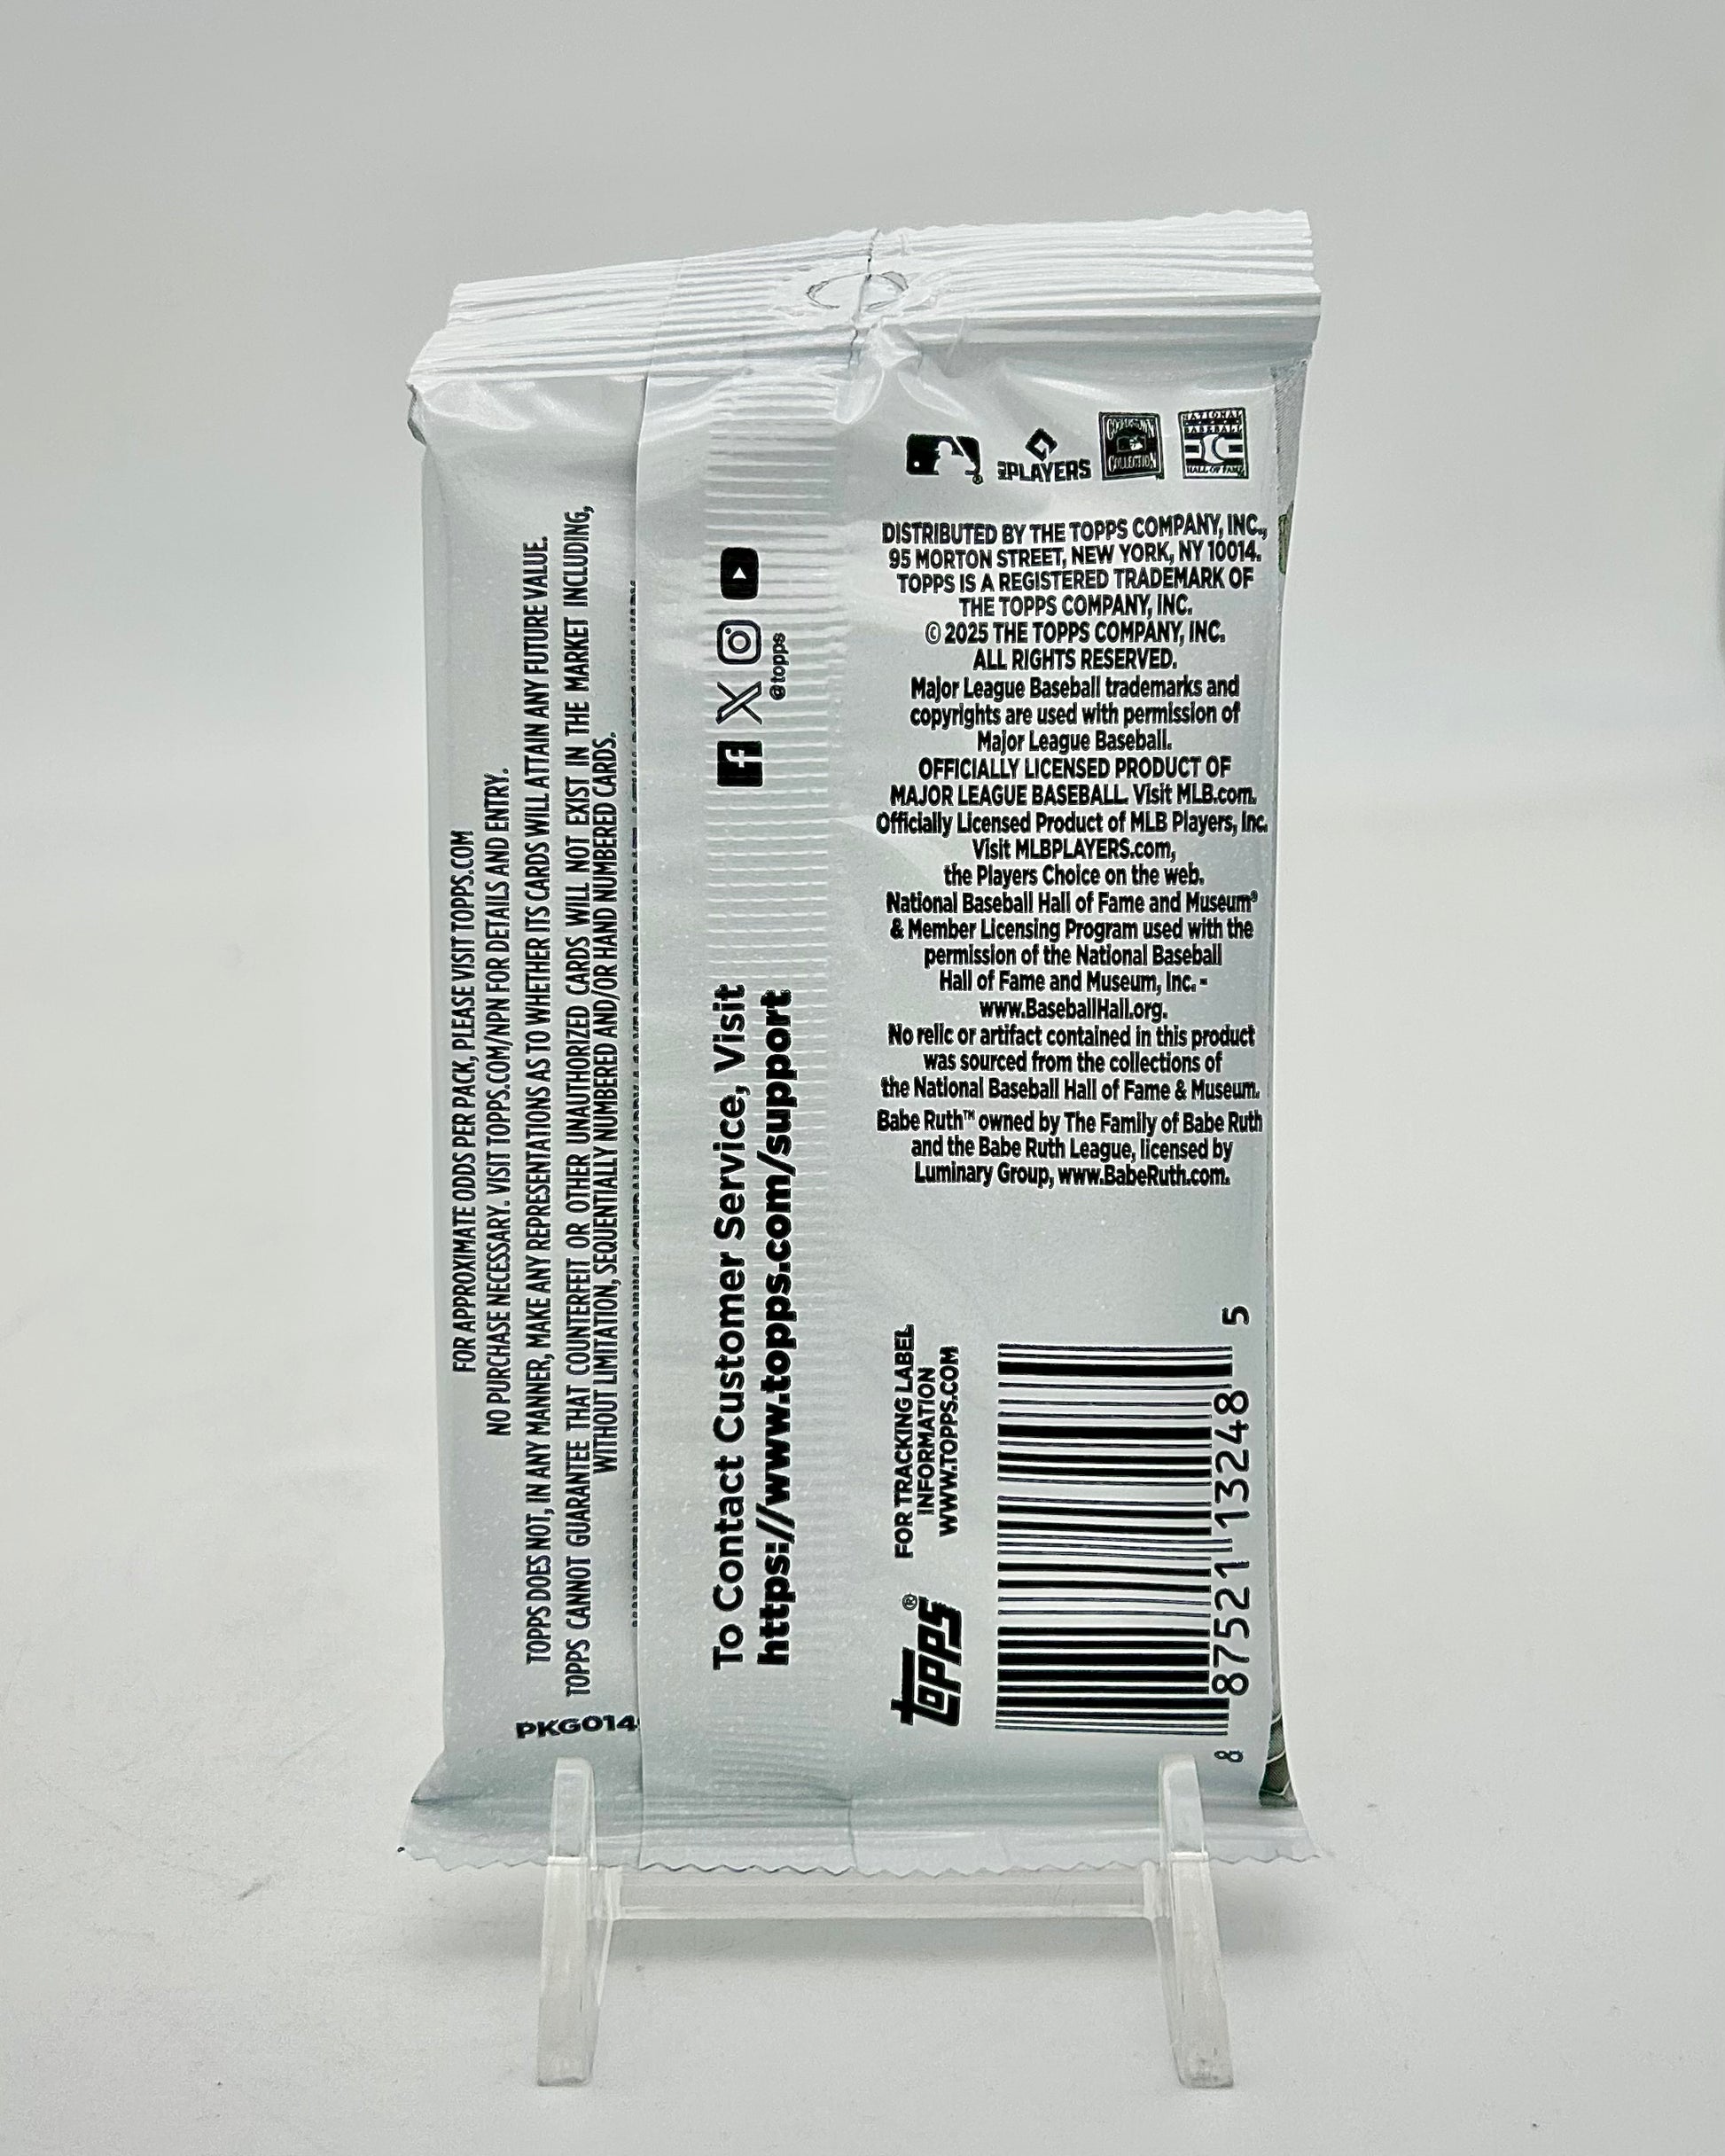 FOR APPROXIMATE ODDS PER PACK, PLEASE VISIT TOPPS.COM
NO PURCHASE NECESSARY. VISIT TOPPS.COM/NPN FOR DETAILS AND ENTRY.
TOPPS DOES NOT, IN ANY MANNER, MAKE ANY REPRESENTATIONS AS TO WHETHER ITS CARDS WILL ATTAIN ANY FUTURE VALUE.
TOPPS CANNOT GUARANTEE THAT COUNTERFEIT OR OTHER UNAUTHORIZED CARDS WILL NOT EXIST IN THE MARKET INCLUDING,
WITHOUT LIMITATION, SEQUENTIALLY NUMBERED AND/OR HAND NUMBERED CARDS.
PKG014
To Contact Customer Service, Visit
https://www.topps.com/support
@topps
PLAYERS
COOPERSTOWN
COLLECTION
NATIONAL
BASEBALL
HALL OF FAME
DISTRIBUTED BY THE TOPPS COMPANY, INC.,
95 MORTON STREET, NEW YORK, NY 10014.
TOPPS IS A REGISTERED TRADEMARK OF
THE TOPPS COMPANY, INC.
© 2025 THE TOPPS COMPANY, INC.
ALL RIGHTS RESERVED.
Major League Baseball trademarks and
copyrights are used with permission of
Major League Baseball.
OFFICIALLY LICENSED PRODUCT OF
MAJOR LEAGUE BASEBALL. Visit MLB.com.
Officially Licensed Product of MLB Players, Inc.
Visit MLBPLAYERS.com,
the Players Choice on the web.
National Baseball Hall of Fame and Museum®
& Member Licensing Program used with the
permission of the National Baseball
Hall of Fame and Museum, Inc. -
www.BaseballHall.org.
No relic or artifact contained in this product
was sourced from the collections of
the National Baseball Hall of Fame & Museum.
Babe Ruth™ owned by The Family of Babe Ruth
and the Babe Ruth League, licensed by
Luminary Group, www.BabeRuth.com.
topps®
FOR TRACKING LABEL
INFORMATION
WWW.TOPPS.COM
8 87521 13248 5